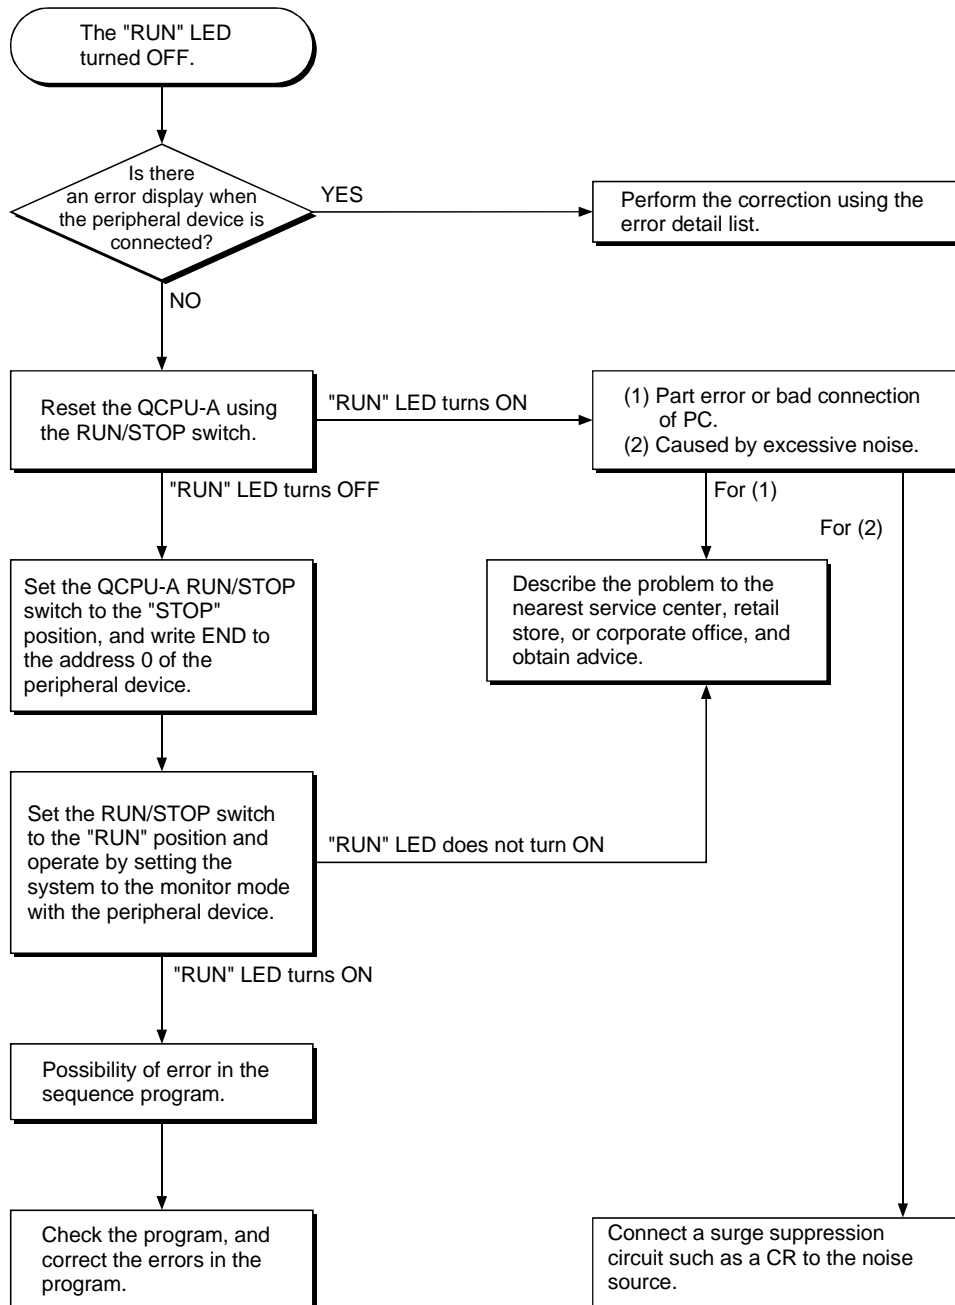 The "RUN" LED
turned OFF.
Is there
an error display when
the peripheral device is
connected?
YES
Perform the correction using the
error detail list.
NO
Reset the QCPU-A using
the RUN/STOP switch.
"RUN" LED turns ON
(1) Part error or bad connection
of PC.
(2) Caused by excessive noise.
"RUN" LED turns OFF
For (1)
For (2)
Set the QCPU-A RUN/STOP
switch to the "STOP"
position, and write END to
the address 0 of the
peripheral device.
Describe the problem to the
nearest service center, retail
store, or corporate office, and
obtain advice.
Set the RUN/STOP switch
to the "RUN" position and
operate by setting the
system to the monitor mode
with the peripheral device.
"RUN" LED does not turn ON
"RUN" LED turns ON
Possibility of error in the
sequence program.
Check the program, and
correct the errors in the
program.
Connect a surge suppression
circuit such as a CR to the noise
source.